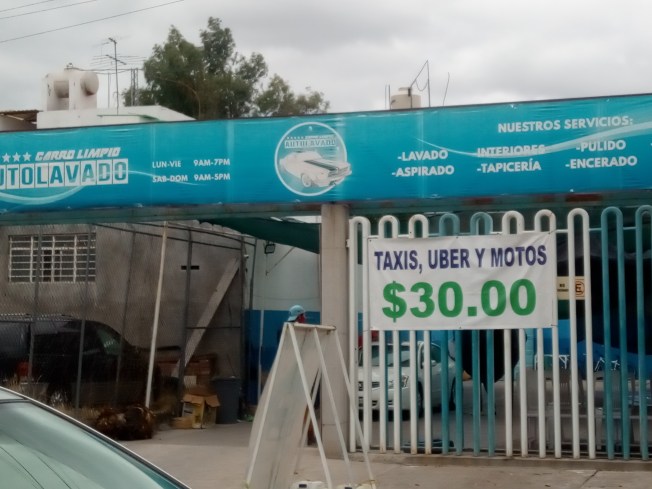 ★★★★ CARRO LIMPIO
UTOLAVADO
LUN-VIE 9AM-7PM
SAB-DOM 9AM-5PM
AUTOLAVADO
NUESTROS SERVICIOS:
-LAVADO
-ASPIRADO
INTERIORES
-TAPICERÍA
-PULIDO
-ENCERADO
TAXIS, UBER Y MOTOS
$30.00
E